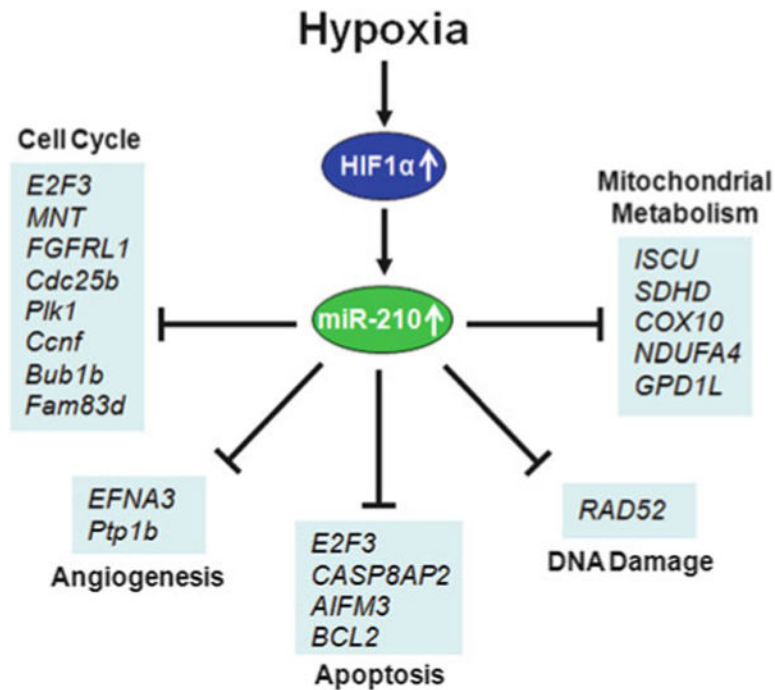 Hypoxia
HIF1α↑
miR-210↑
Cell Cycle
E2F3
MNT
FGFRL1
Cdc25b
Plk1
Ccnf
Bub1b
Fam83d
Mitochondrial
Metabolism
ISCU
SDHD
COX10
NDUFA4
GPD1L
EFNA3
Ptp1b
Angiogenesis
E2F3
CASP8AP2
AIFM3
BCL2
Apoptosis
RAD52
DNA Damage